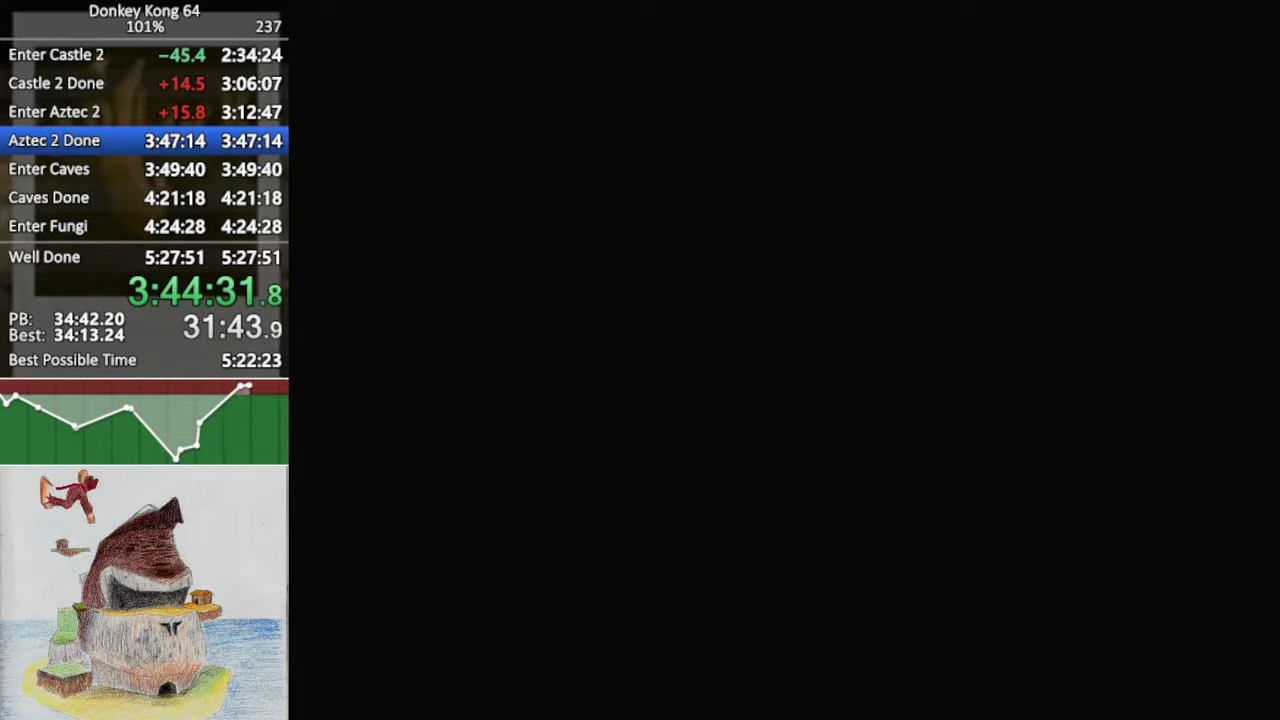 Donkey Kong 64
101% 237
Enter Castle 2 −45.4 2:34:24
Castle 2 Done +14.5 3:06:07
Enter Aztec 2 +15.8 3:12:47
Aztec 2 Done 3:47:14 3:47:14
Enter Caves 3:49:40 3:49:40
Caves Done 4:21:18 4:21:18
Enter Fungi 4:24:28 4:24:28
Well Done 5:27:51 5:27:51
3:44:31.8
PB: 34:42.20 31:43.9
Best: 34:13.24
Best Possible Time 5:22:23